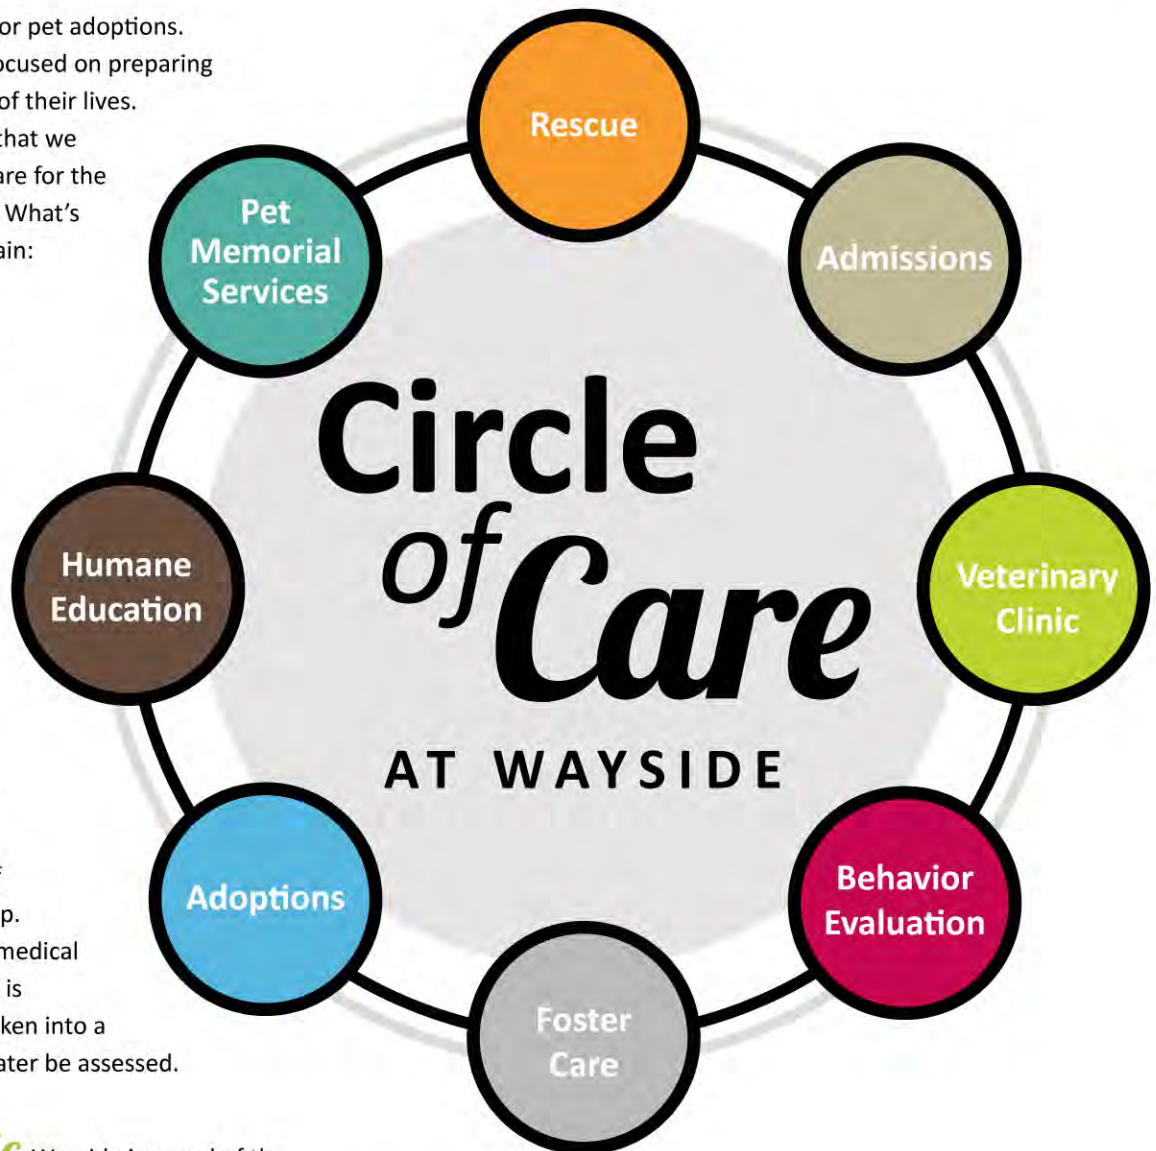 or pet adoptions.
ocused on preparing
of their lives.
that we
are for the
What's
ain:
Rescue
Admissions
Pet
Memorial
Services
Circle
of Care
AT WAYSIDE
Humane
Education
Veterinary
Clinic
Adoptions
Behavior
Evaluation
Foster
Care
p.
medical
is
ken into a
ater be assessed.